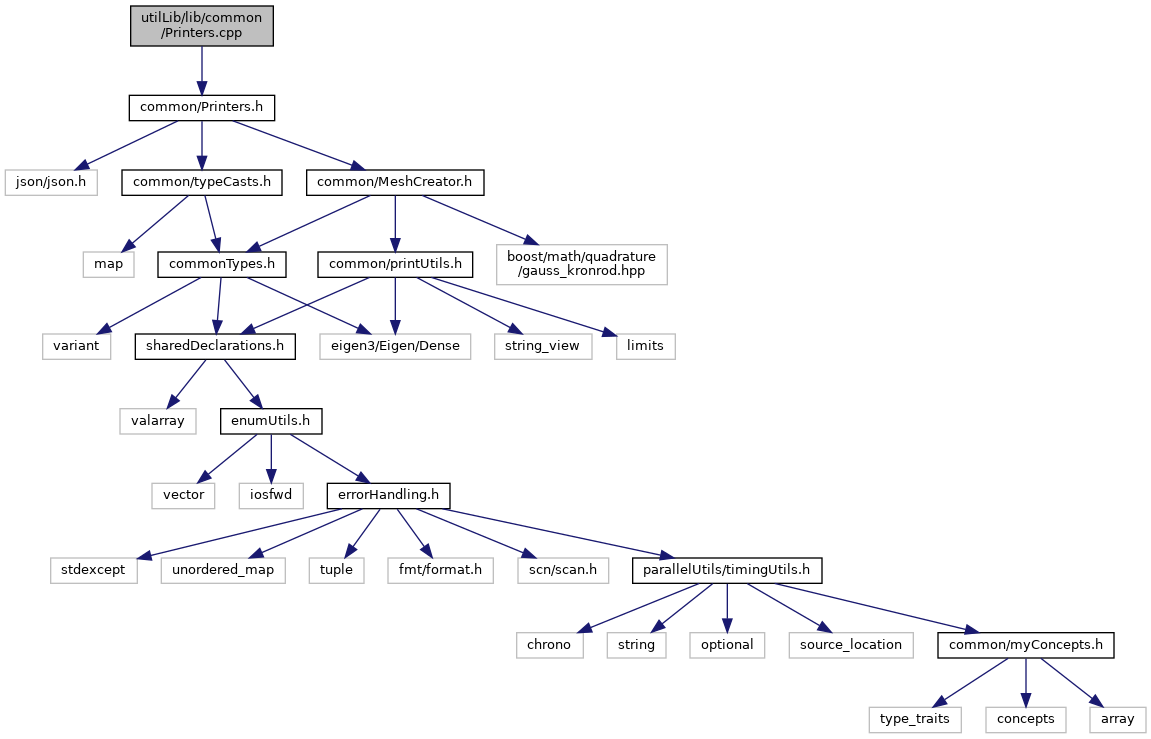 utilLib/lib/common
/Printers.cpp
common/Printers.h
json/json.h
common/typeCasts.h
common/MeshCreator.h
map
commonTypes.h
common/printUtils.h
boost/math/quadrature
/gauss_kronrod.hpp
variant
sharedDeclarations.h
eigen3/Eigen/Dense
string_view
limits
valarray
enumUtils.h
vector
iosfwd
errorHandling.h
stdexcept
unordered_map
tuple
fmt/format.h
scn/scan.h
parallelUtils/timingUtils.h
chrono
string
optional
source_location
common/myConcepts.h
type_traits
concepts
array